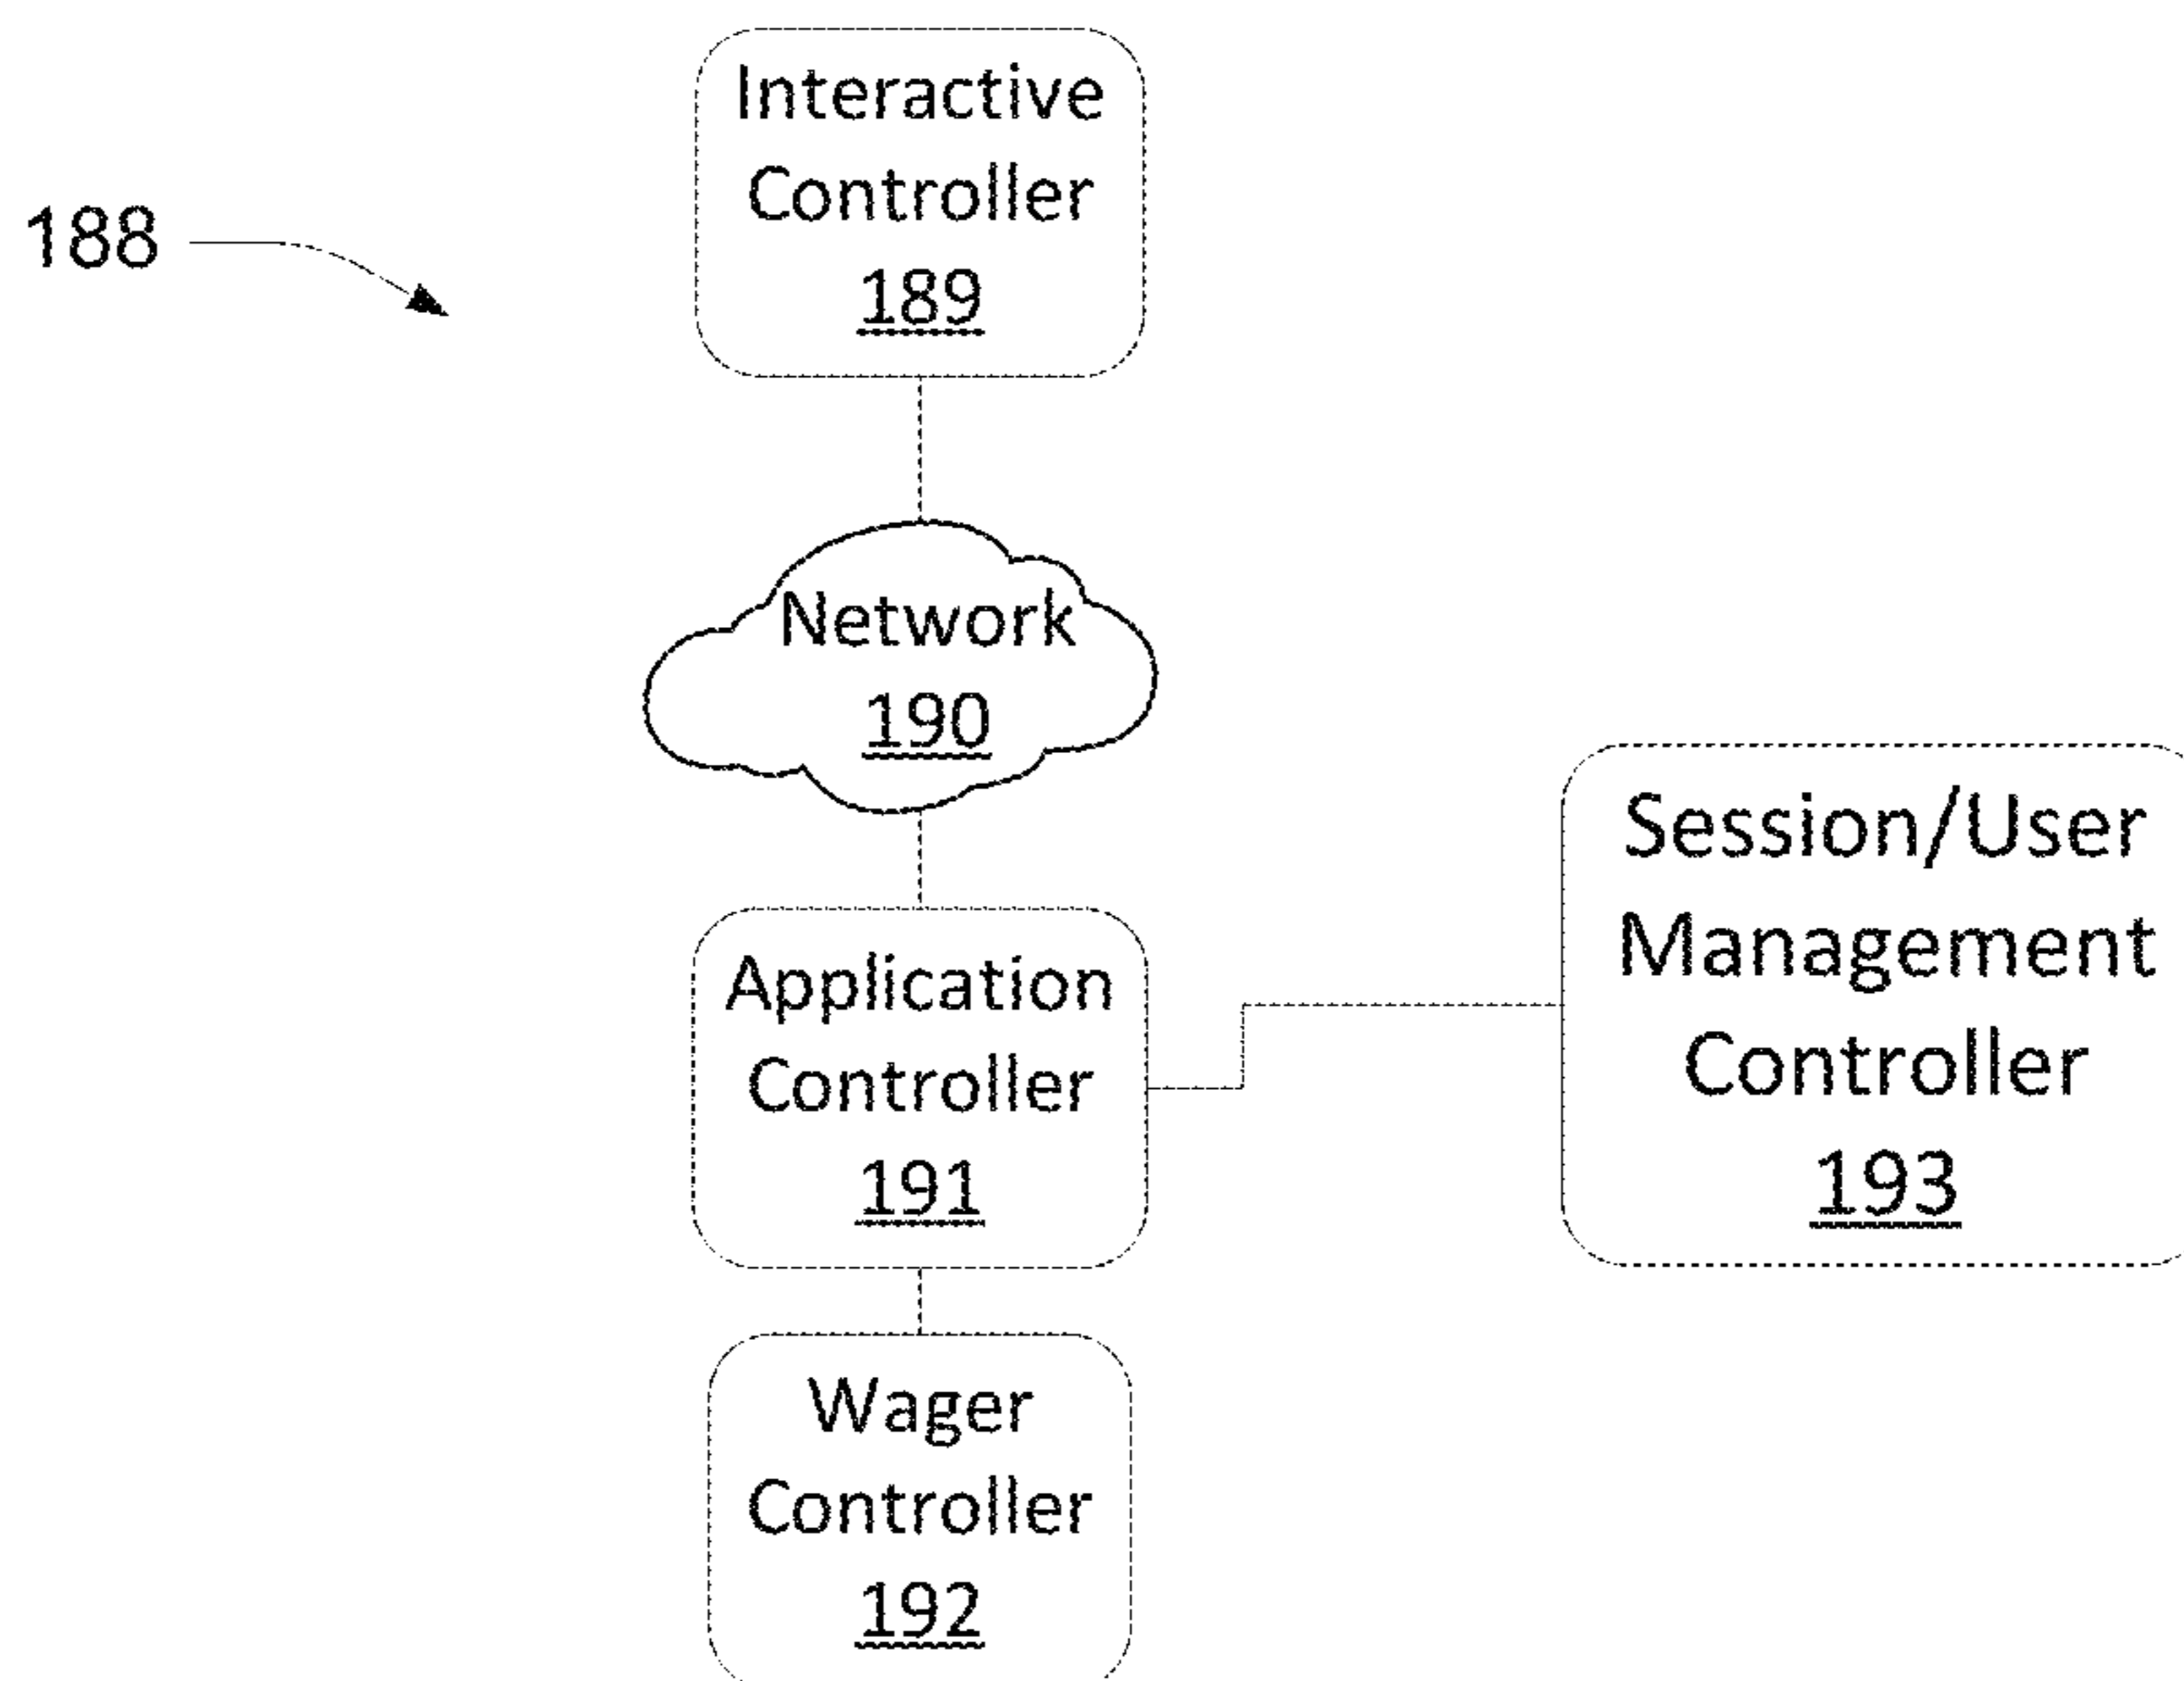 Interactive
Controller
189
188
Network
190
Application
Controller
191
Session/User
Management
Controller
193
Wager
Controller
192